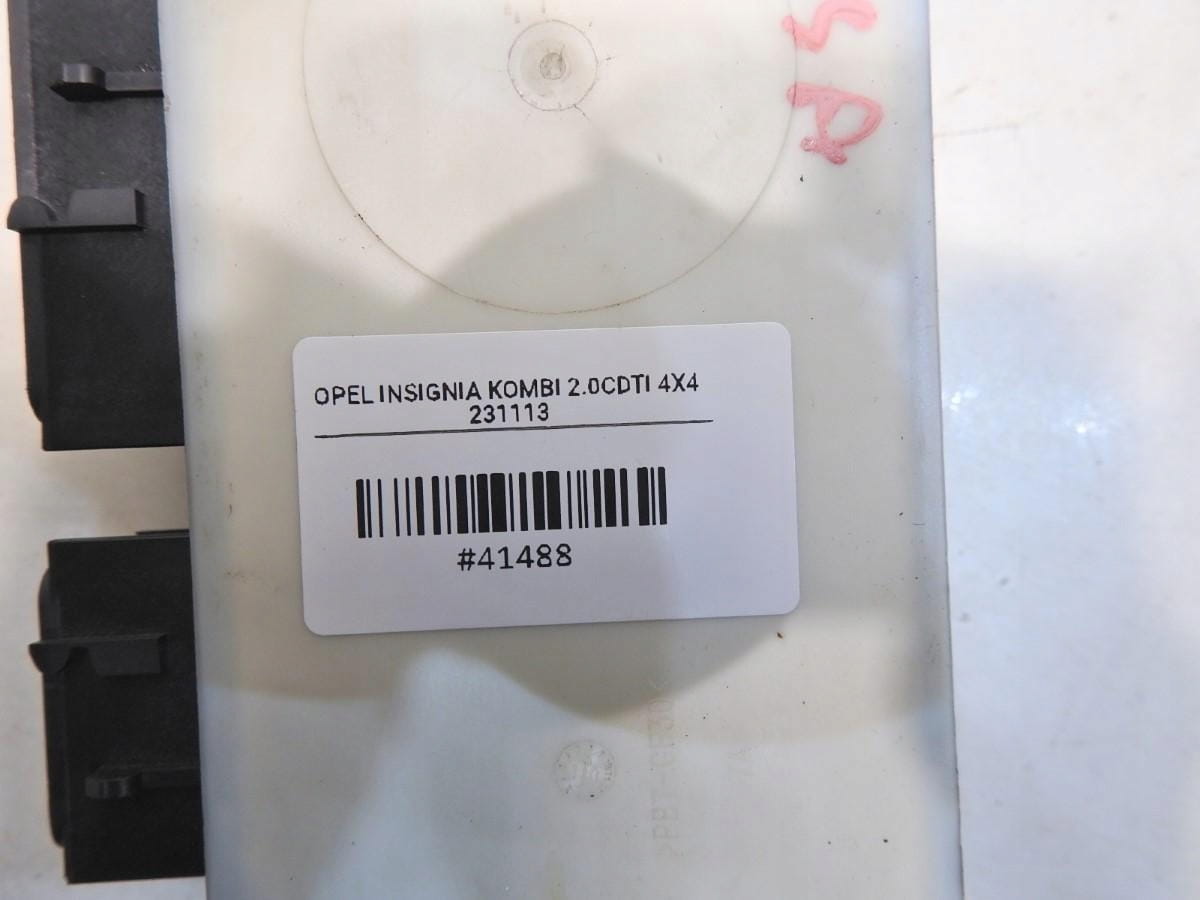 OPEL INSIGNIA KOMBI 2.0CDTI 4X4
231113
#41488